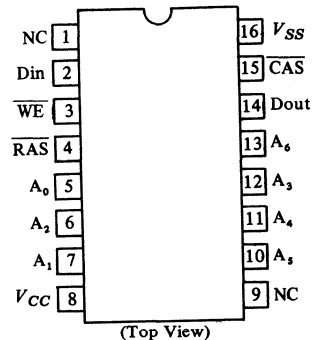 NC 1 16 VSS
Din 2 15 CAS
WE 3 14 Dout
RAS 4 13 A6
A0 5 12 A3
A2 6 11 A4
A1 7 10 A5
VCC 8 9 NC
(Top View)